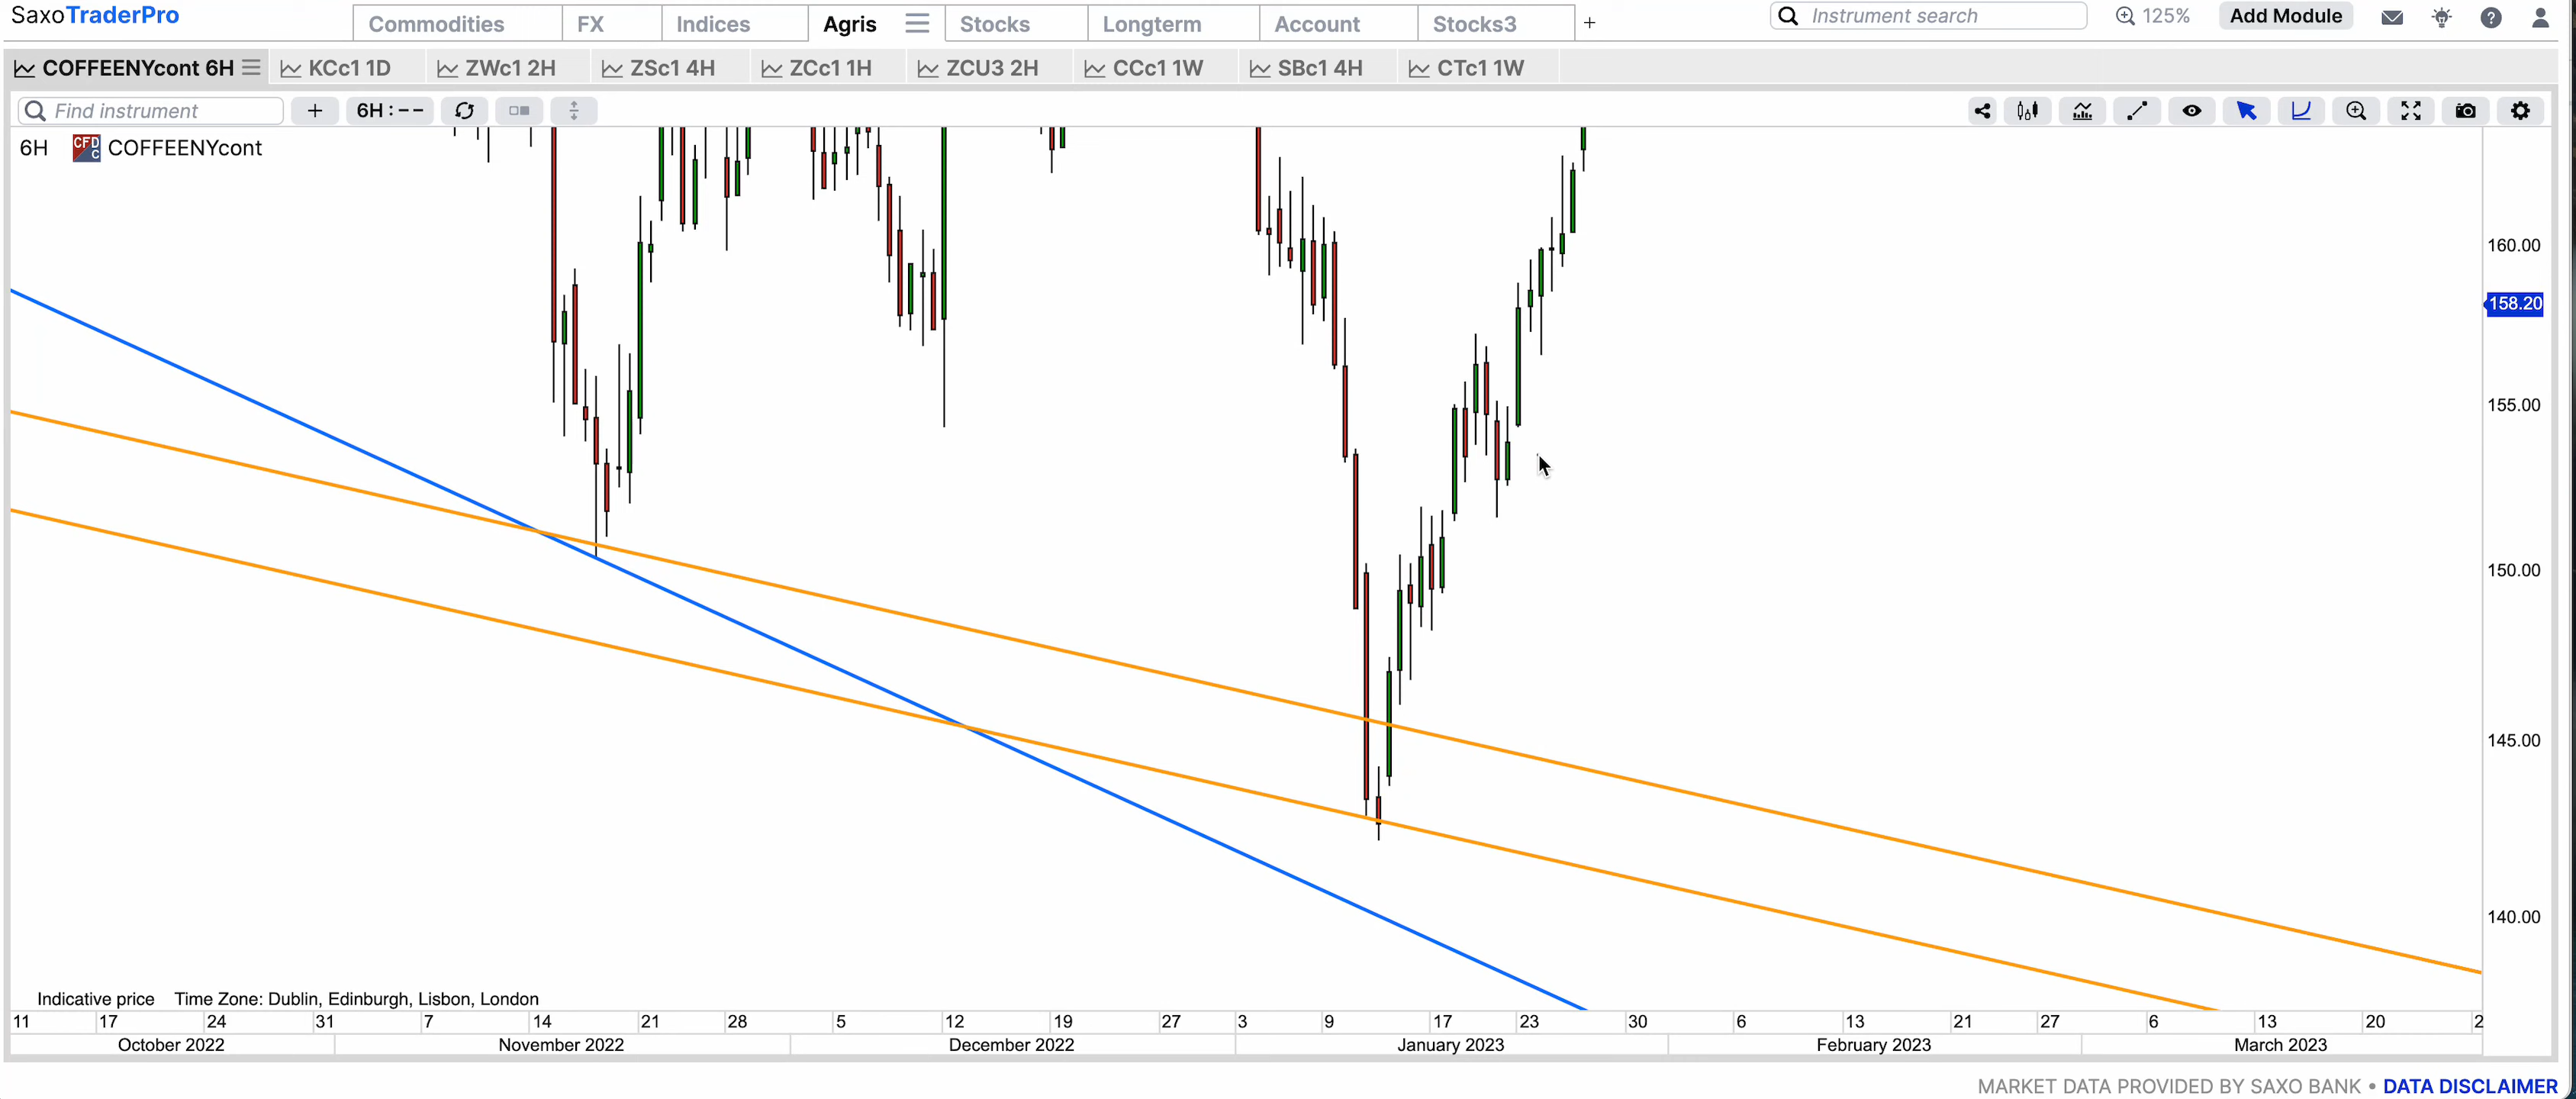 SaxoTraderPro
Commodities FX Indices Agris Stocks Longterm Account Stocks3 +
Instrument search 125% Add Module
COFFEENYcont 6H KCc1 1D ZWc1 2H ZSc1 4H ZCc1 1H ZCU3 2H CCc1 1W SBc1 4H CTc1 1W
Find instrument + 6H : --
6H CFD C COFFEENYcont
160.00
158.20
155.00
150.00
145.00
140.00
Indicative price Time Zone: Dublin, Edinburgh, Lisbon, London
11 17 24 31 7 14 21 28 5 12 19 27 3 9 17 23 30 6 13 21 27 6 13 20 2
October 2022 November 2022 December 2022 January 2023 February 2023 March 2023
MARKET DATA PROVIDED BY SAXO BANK • DATA DISCLAIMER